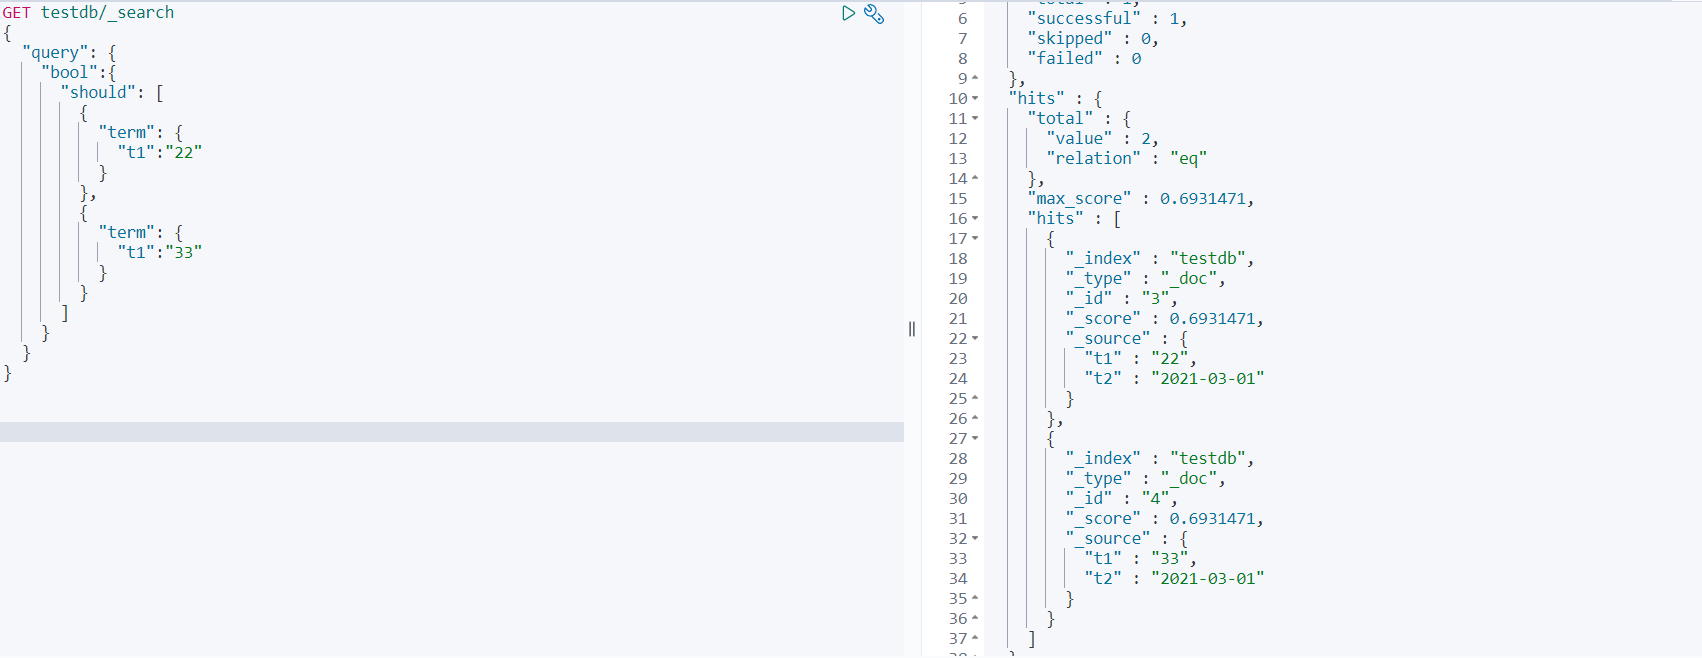 GET testdb/_search
{
"query": {
"bool":{
"should": [
{
"term": {
"t1":"22"
}
},
{
"term": {
"t1":"33"
}
}
]
}
}
}
6 "successful" : 1,
7 "skipped" : 0,
8 "failed" : 0
9 },
10 "hits" : {
11 "total" : {
12 "value" : 2,
13 "relation" : "eq"
14 },
15 "max_score" : 0.6931471,
16 "hits" : [
17 {
18 "_index" : "testdb",
19 "_type" : "_doc",
20 "_id" : "3",
21 "_score" : 0.6931471,
22 "_source" : {
23 "t1" : "22",
24 "t2" : "2021-03-01"
25 }
26 },
27 {
28 "_index" : "testdb",
29 "_type" : "_doc",
30 "_id" : "4",
31 "_score" : 0.6931471,
32 "_source" : {
33 "t1" : "33",
34 "t2" : "2021-03-01"
35 }
36 }
37 ]